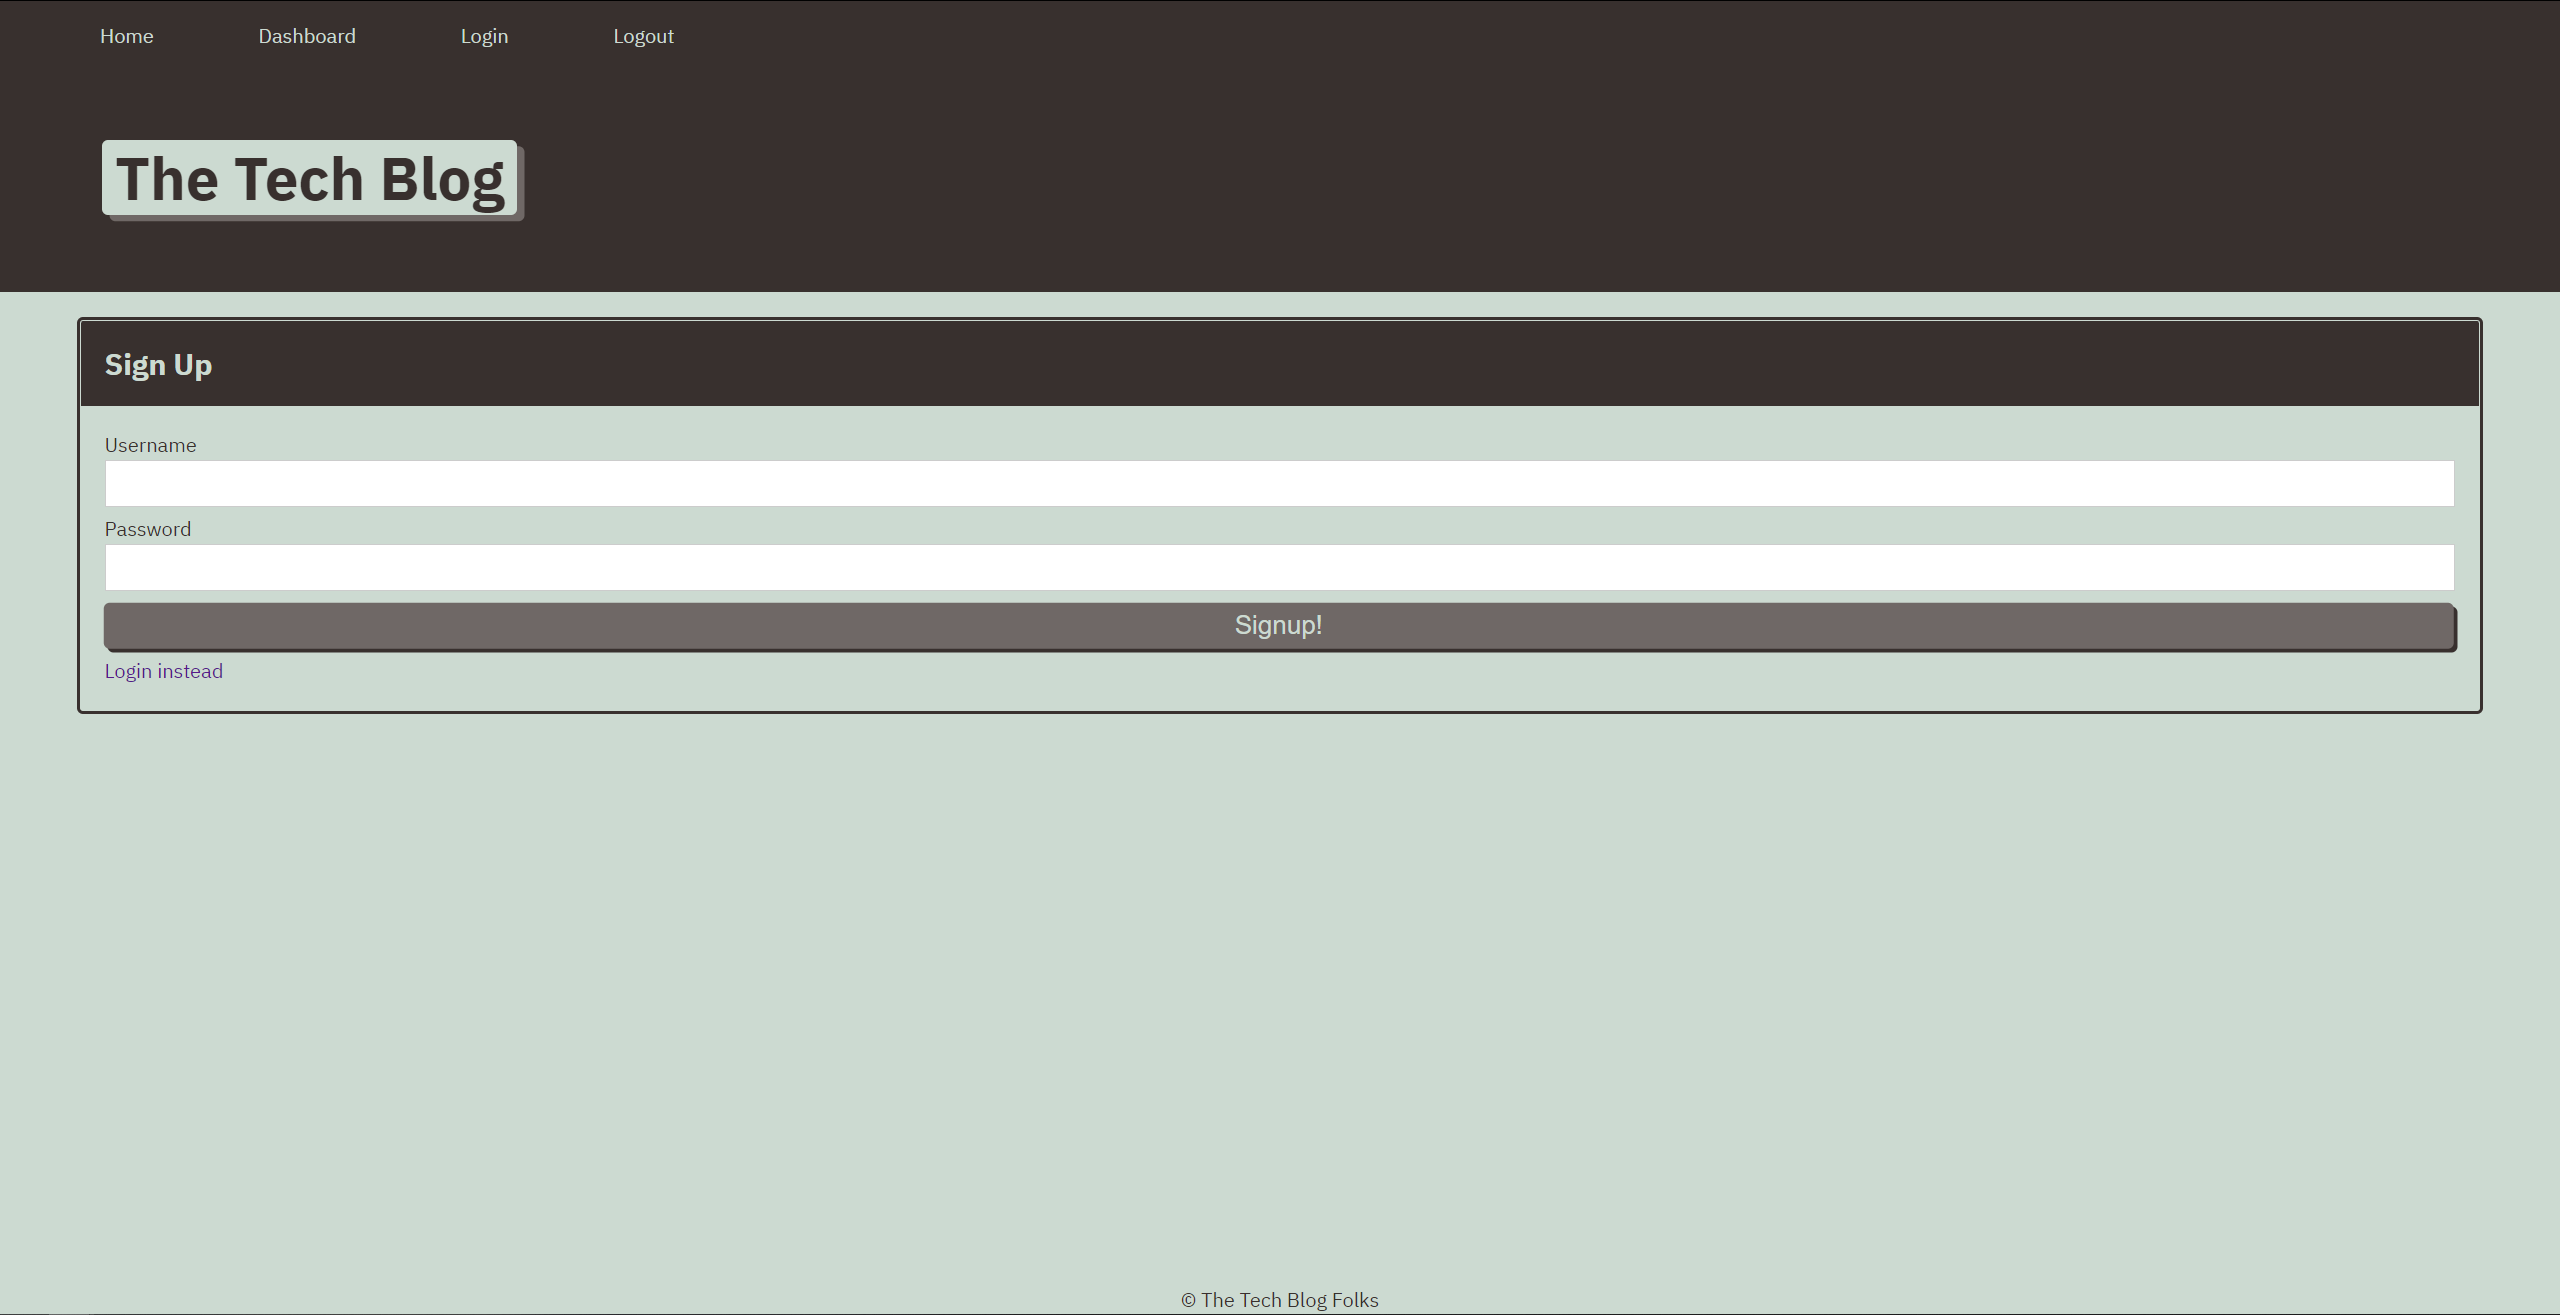 Home Dashboard Login Logout
The Tech Blog
Sign Up
Username
Password
Signup!
Login instead
© The Tech Blog Folks